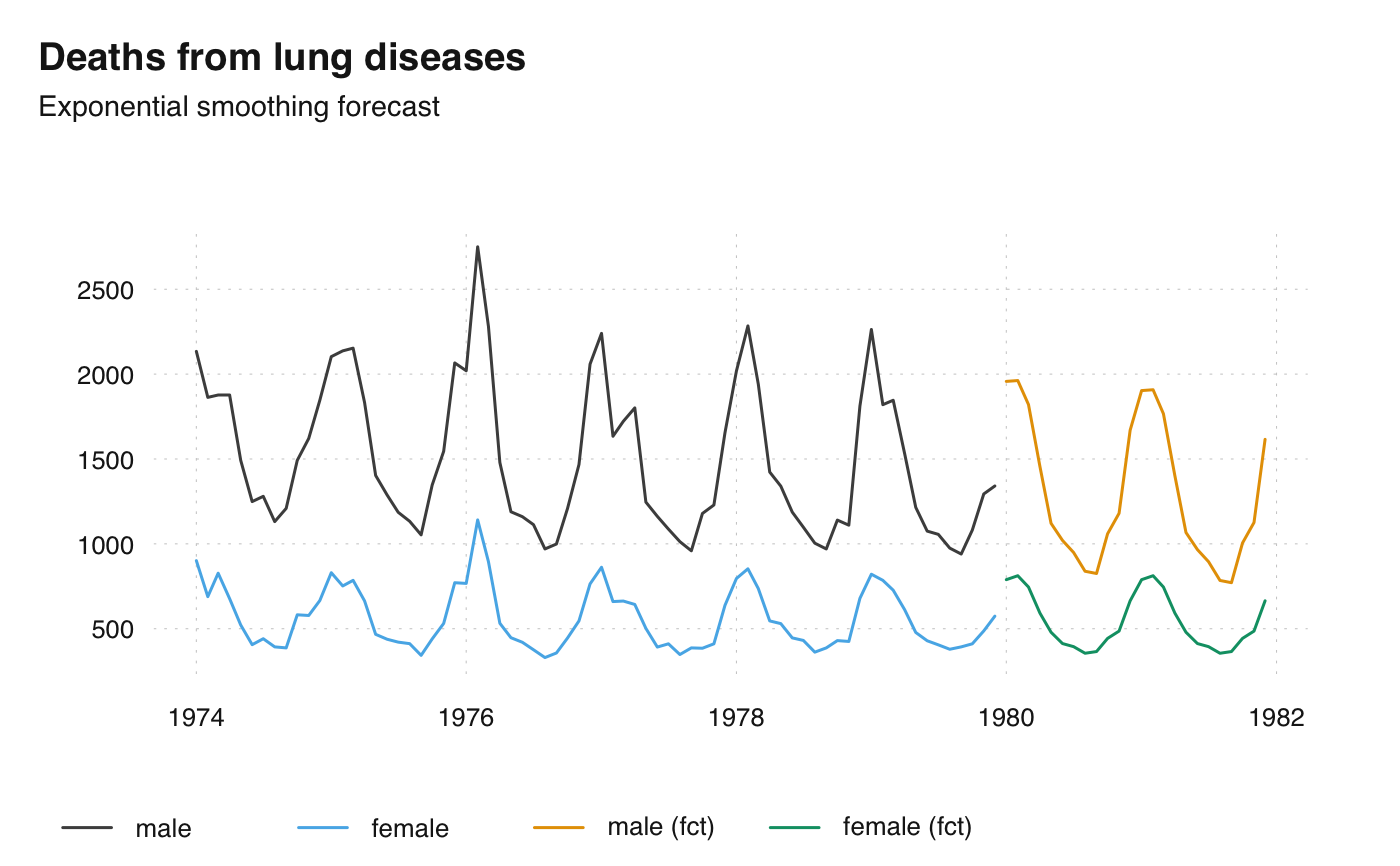 Deaths from lung diseases
Exponential smoothing forecast
2500
2000
1500
1000
500
1974 1976 1978 1980 1982
male female male (fct) female (fct)